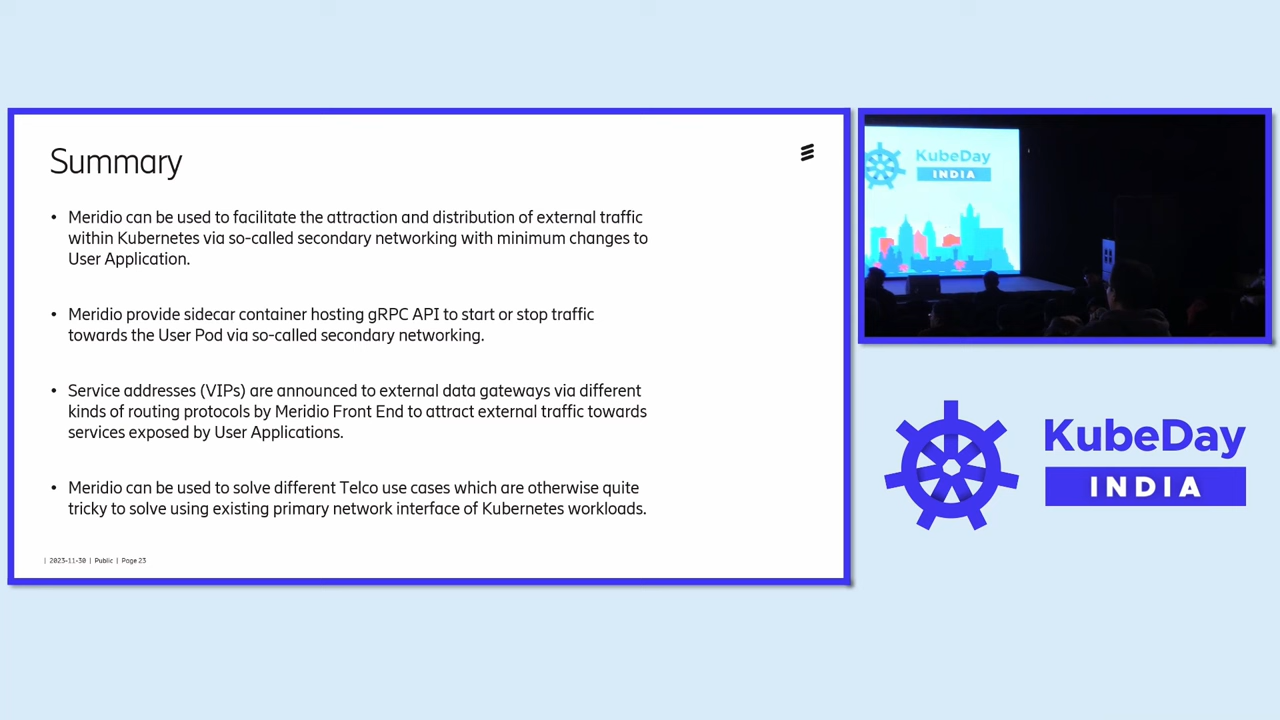 Summary
• Meridio can be used to facilitate the attraction and distribution of external traffic
within Kubernetes via so-called secondary networking with minimum changes to
User Application.
• Meridio provide sidecar container hosting gRPC API to start or stop traffic
towards the User Pod via so-called secondary networking.
• Service addresses (VIPs) are announced to external data gateways via different
kinds of routing protocols by Meridio Front End to attract external traffic towards
services exposed by User Applications.
• Meridio can be used to solve different Telco use cases which are otherwise quite
tricky to solve using existing primary network interface of Kubernetes workloads.
| 2023-11-30 | Public | Page 23
KubeDay
INDIA
KubeDay
INDIA